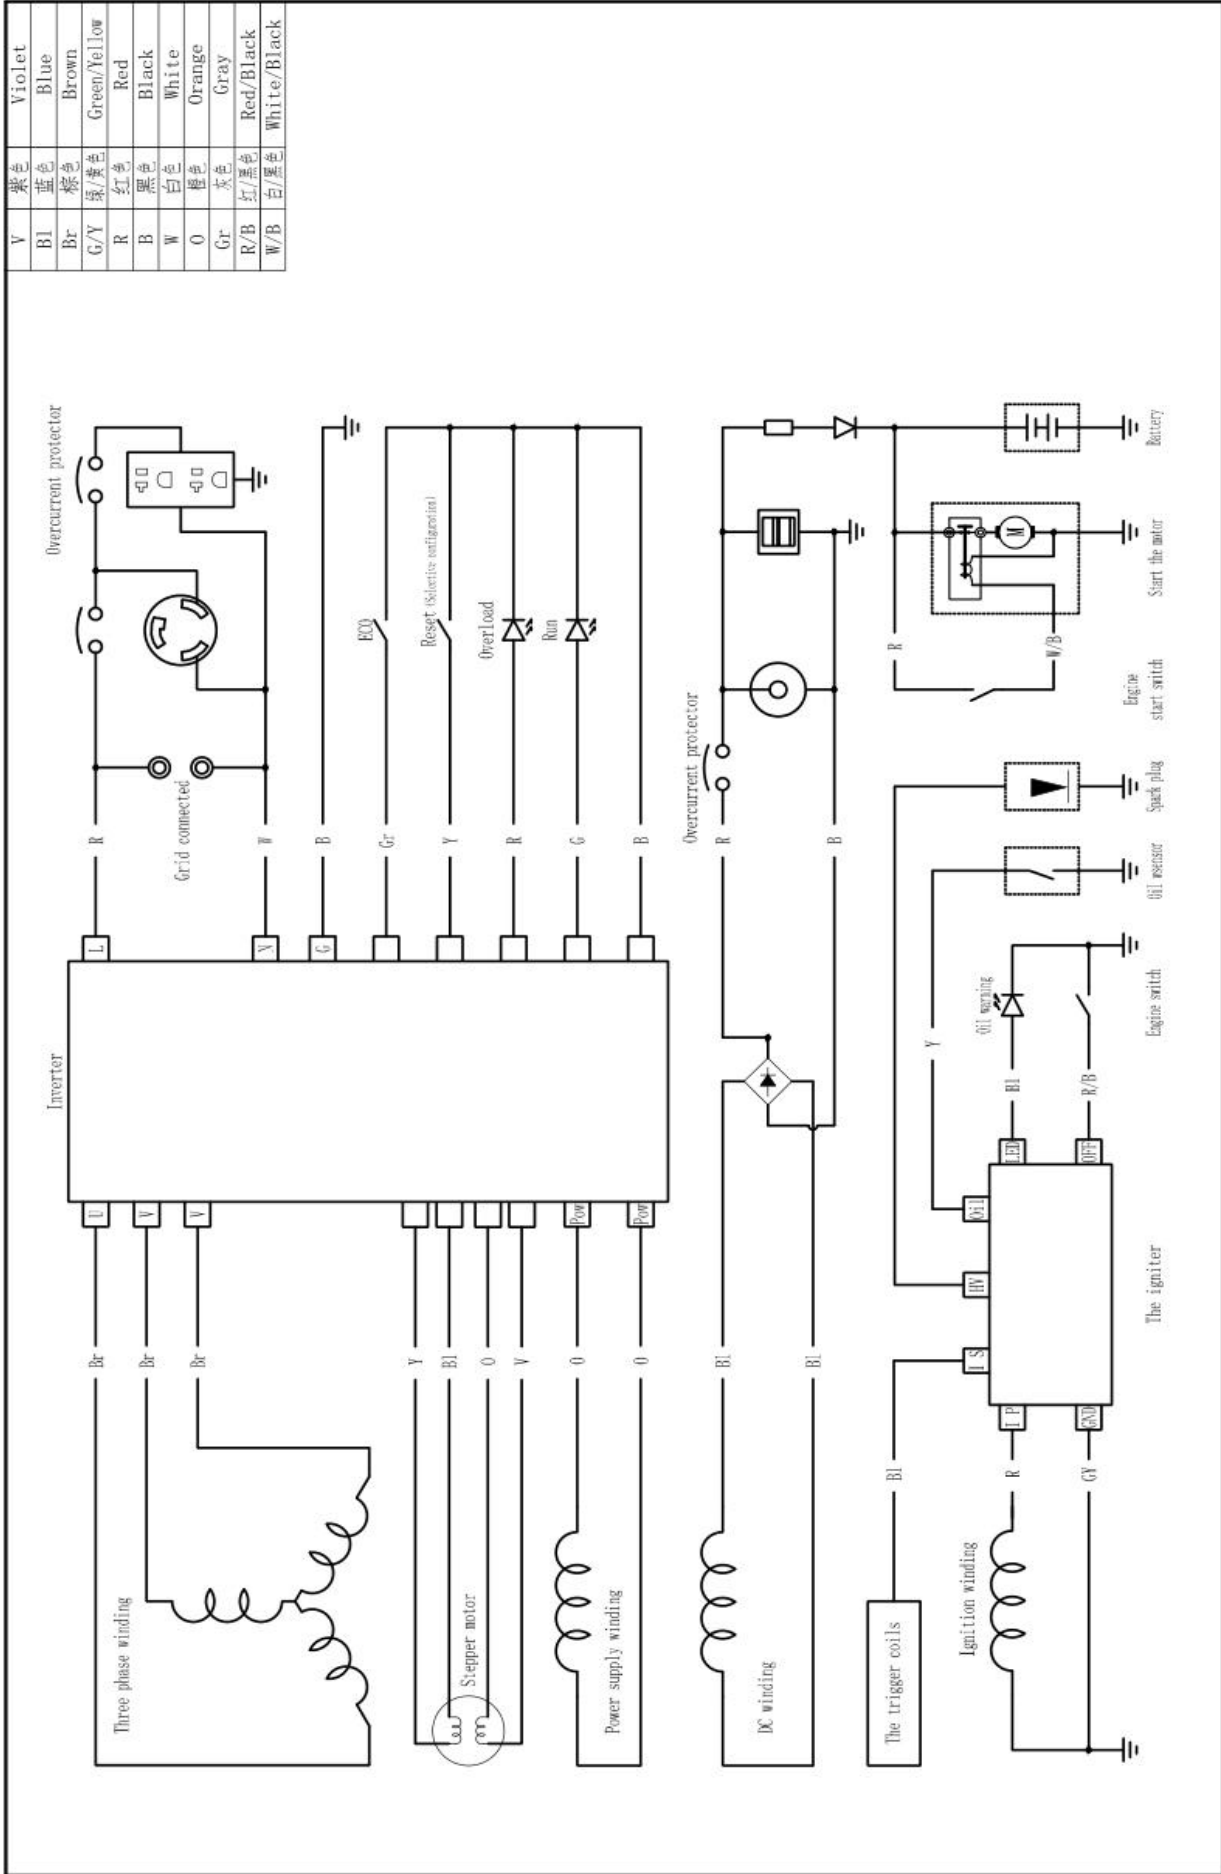 V 紫色 Violet
Bl 蓝色 Blue
Br 棕色 Brown
G/Y 绿/黄色 Green/Yellow
R 红色 Red
B 黑色 Black
W 白色 White
O 橙色 Orange
Gr 灰色 Gray
R/B 红/黑色 Red/Black
W/B 白/黑色 White/Black
Three phase winding
Br
Br
Br
U
V
V
Inverter
L
N
G
R
W
B
Grid connected
Overcurrent protector
Stepper motor
Y
Bl
O
V
Power supply winding
O
O
Pow
Pow
Gr
Y
R
G
B
ECO
Reset (Selective configuration)
Overload
Run
DC winding
Bl
Bl
R
B
Overcurrent protector
The trigger coils
Bl
Ignition winding
R
GY
I S
HV
Oil
I P
GND
LED
OFF
The igniter
Y
Bl
R/B
Oil warning
Engine switch
Oil wsensor
Spark plug
Engine
start switch
R
W/B
M
Start the motor
Battery